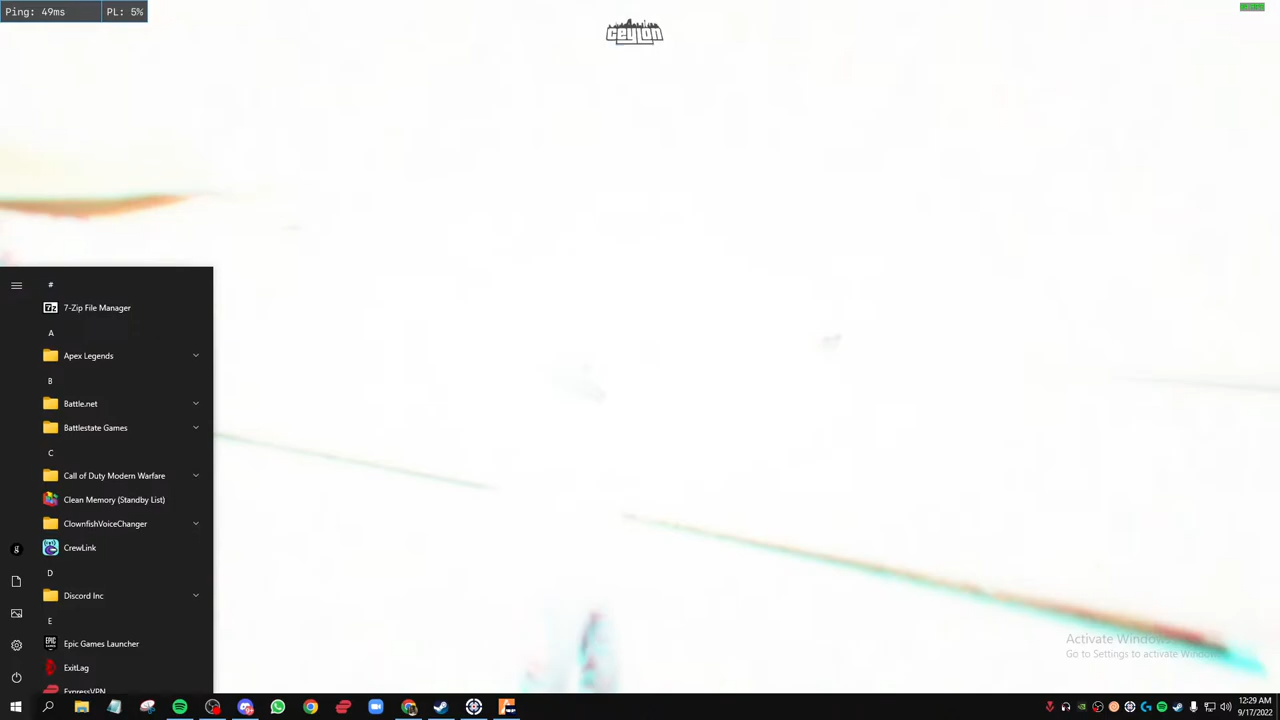 Ping: 49ms PL: 5%
ceylon
#
7-Zip File Manager
A
Apex Legends
B
Battle.net
Battlestate Games
C
Call of Duty Modern Warfare
Clean Memory (Standby List)
ClownfishVoiceChanger
CrewLink
D
Discord Inc
E
Epic Games Launcher
ExitLag
ExpressVPN
Activate Windows
Go to Settings to activate Windows.
12:29 AM
9/17/2022